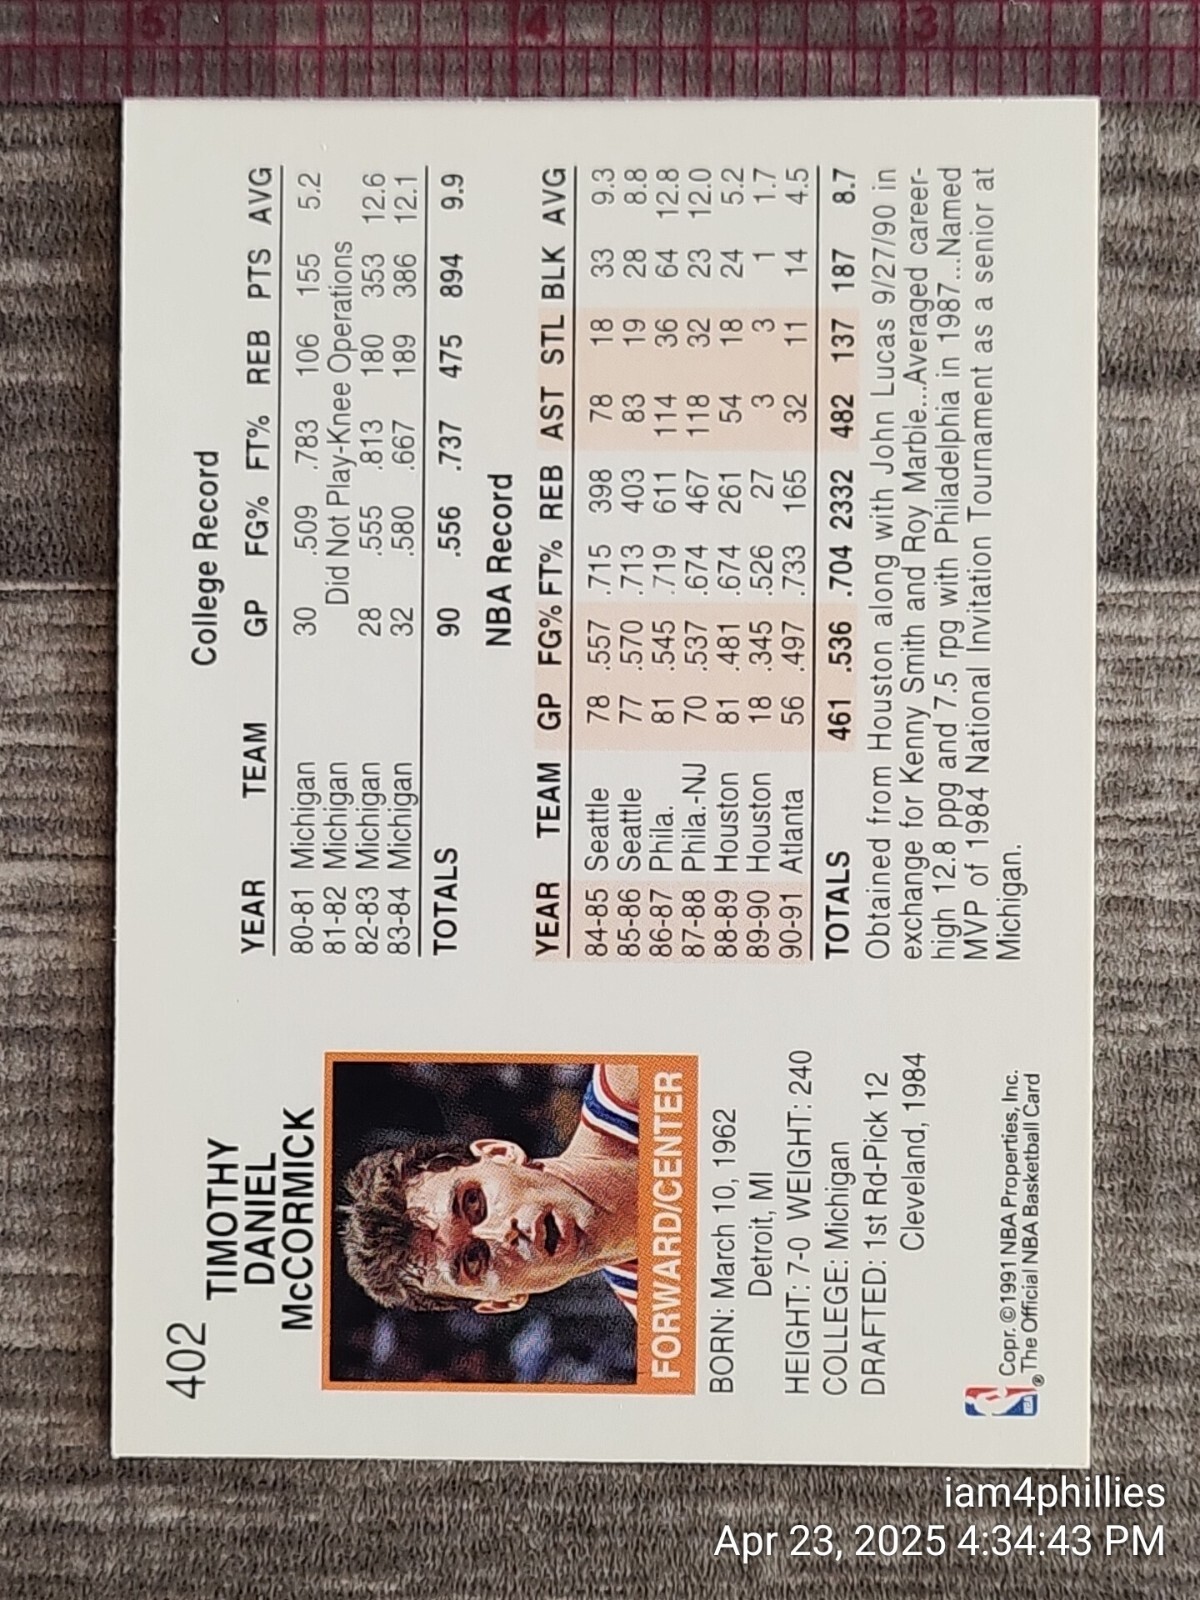 402
TIMOTHY
DANIEL
McCORMICK
FORWARD/CENTER
BORN: March 10, 1962
Detroit, MI
HEIGHT: 7-0 WEIGHT: 240
COLLEGE: Michigan
DRAFTED: 1st Rd-Pick 12
Cleveland, 1984
NBA
Copr. ©1991 NBA Properties, Inc.
® The Official NBA Basketball Card
College Record
YEAR TEAM GP FG% FT% REB PTS AVG
80-81 Michigan 30 .509 .783 106 155 5.2
81-82 Michigan Did Not Play-Knee Operations
82-83 Michigan 28 .555 .813 180 353 12.6
83-84 Michigan 32 .580 .667 189 386 12.1
TOTALS 90 .556 .737 475 894 9.9
NBA Record
YEAR TEAM GP FG% FT% REB AST STL BLK AVG
84-85 Seattle 78 .557 .715 398 78 18 33 9.3
85-86 Seattle 77 .570 .713 403 83 19 28 8.8
86-87 Phila. 81 .545 .719 611 114 36 64 12.8
87-88 Phila.-NJ 70 .537 .674 467 118 32 23 12.0
88-89 Houston 81 .481 .674 261 54 18 24 5.2
89-90 Houston 18 .345 .526 27 3 3 1 1.7
90-91 Atlanta 56 .497 .733 165 32 11 14 4.5
TOTALS 461 .536 .704 2332 482 137 187 8.7
Obtained from Houston along with John Lucas 9/27/90 in
exchange for Kenny Smith and Roy Marble...Averaged career-
high 12.8 ppg and 7.5 rpg with Philadelphia in 1987...Named
MVP of 1984 National Invitation Tournament as a senior at
Michigan.
5 4 3
iam4phillies
Apr 23, 2025 4:34:43 PM